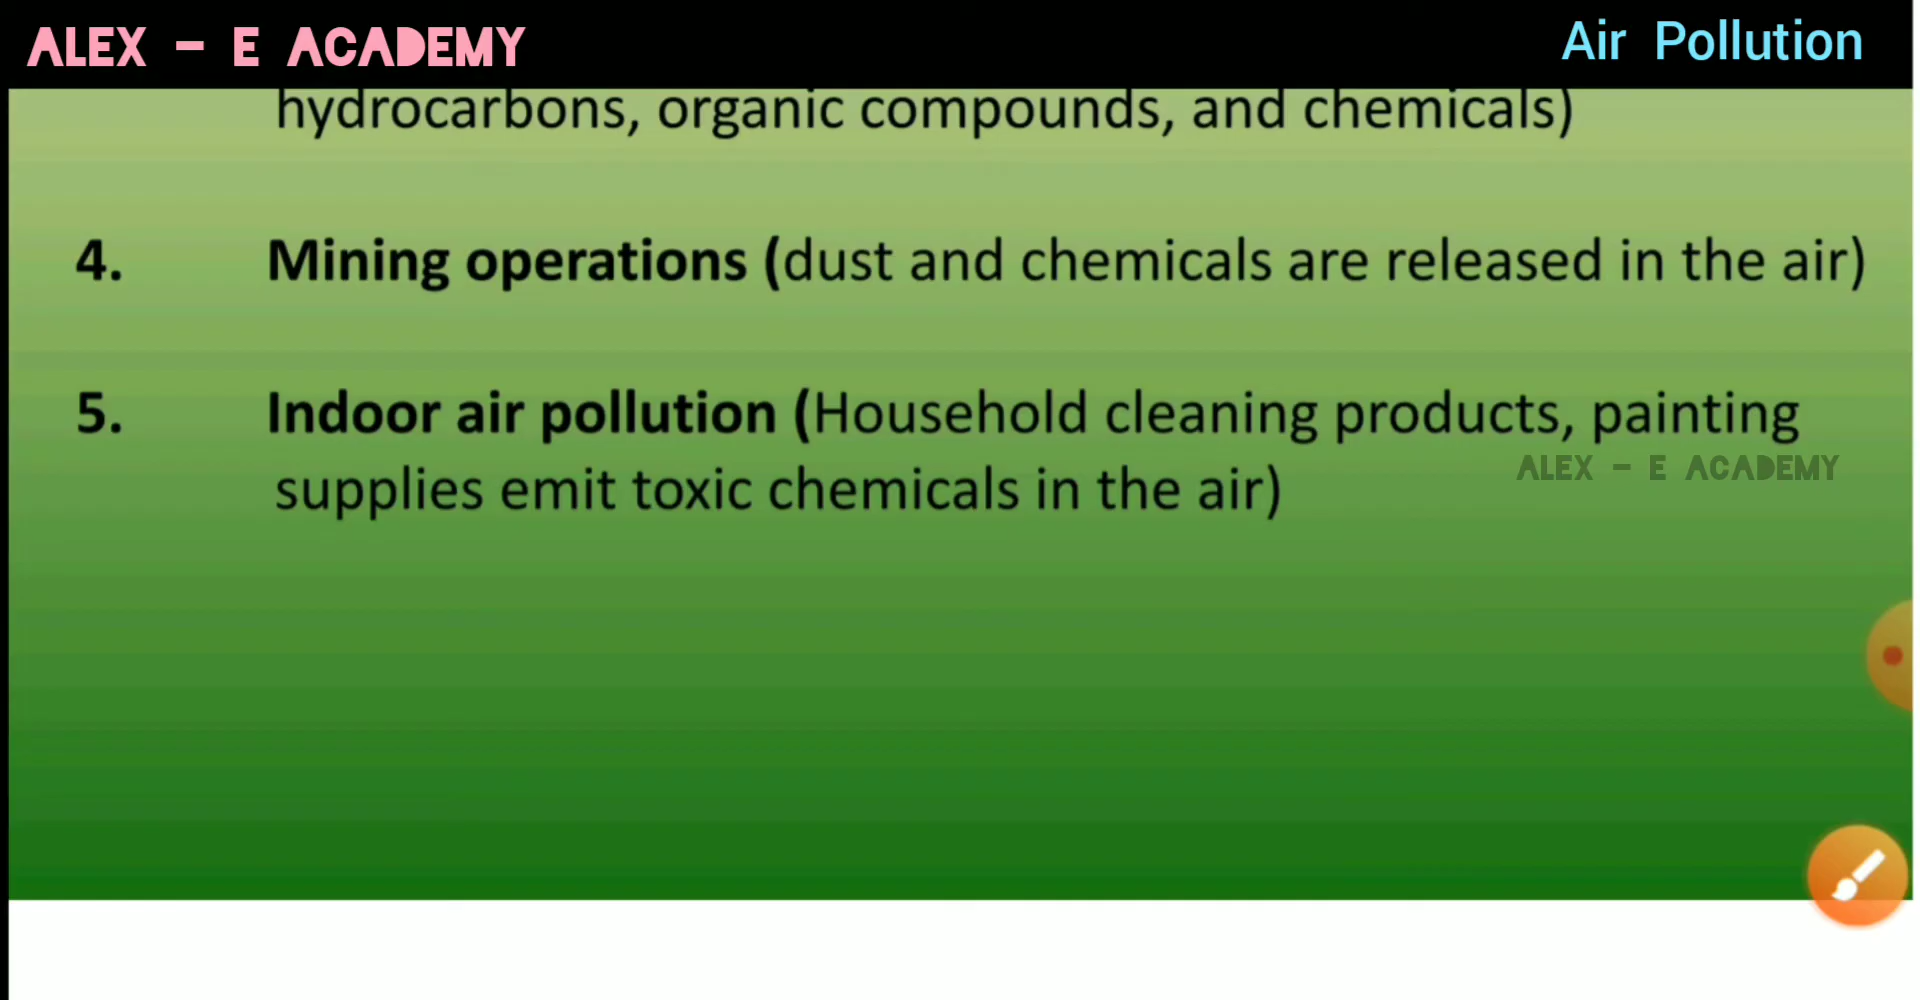 ALEX – E ACADEMY
Air Pollution
hydrocarbons, organic compounds, and chemicals)
4. Mining operations (dust and chemicals are released in the air)
5. Indoor air pollution (Household cleaning products, painting
supplies emit toxic chemicals in the air)
ALEX – E ACADEMY